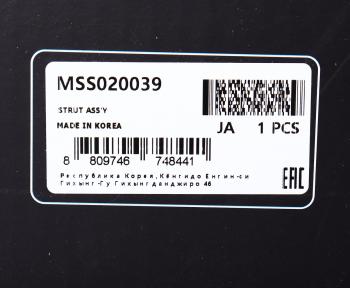 MSS020039
STRUT ASS'Y
MADE IN KOREA
JA 1 PCS
8 809746 748441
Республика Корея,Кёнгидо Енгин-си
Гихынг-Гу Гихынгданджиро 46
EAC